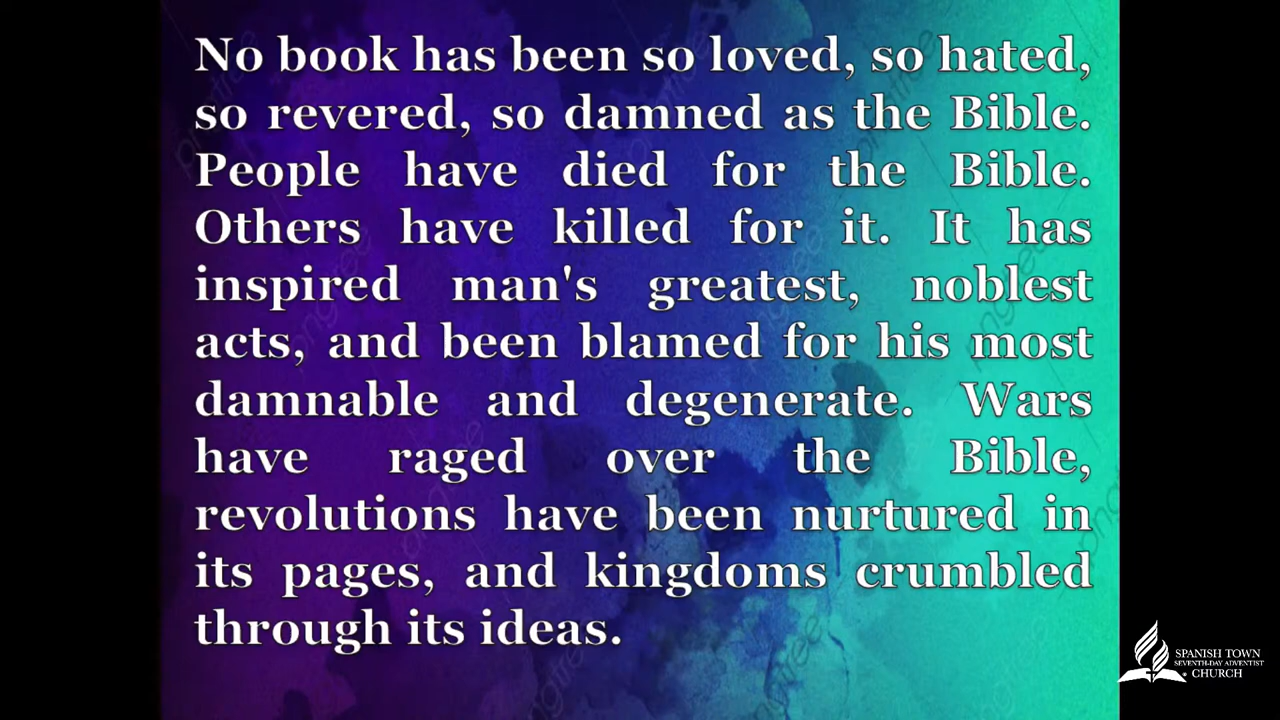 No book has been so loved, so hated,
so revered, so damned as the Bible.
People have died for the Bible.
Others have killed for it. It has
inspired man's greatest, noblest
acts, and been blamed for his most
damnable and degenerate. Wars
have raged over the Bible,
revolutions have been nurtured in
its pages, and kingdoms crumbled
through its ideas.
SPANISH TOWN
SEVENTH-DAY ADVENTIST
CHURCH